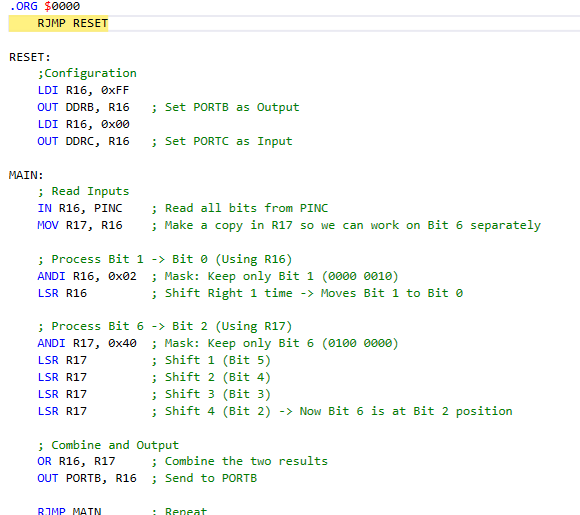 .ORG $0000
    RJMP RESET

RESET:
    ;Configuration
    LDI R16, 0xFF
    OUT DDRB, R16   ; Set PORTB as Output
    LDI R16, 0x00
    OUT DDRC, R16   ; Set PORTC as Input

MAIN:
    ; Read Inputs
    IN R16, PINC    ; Read all bits from PINC
    MOV R17, R16    ; Make a copy in R17 so we can work on Bit 6 separately

    ; Process Bit 1 -> Bit 0 (Using R16)
    ANDI R16, 0x02  ; Mask: Keep only Bit 1 (0000 0010)
    LSR R16         ; Shift Right 1 time -> Moves Bit 1 to Bit 0

    ; Process Bit 6 -> Bit 2 (Using R17)
    ANDI R17, 0x40  ; Mask: Keep only Bit 6 (0100 0000)
    LSR R17         ; Shift 1 (Bit 5)
    LSR R17         ; Shift 2 (Bit 4)
    LSR R17         ; Shift 3 (Bit 3)
    LSR R17         ; Shift 4 (Bit 2) -> Now Bit 6 is at Bit 2 position

    ; Combine and Output
    OR R16, R17     ; Combine the two results
    OUT PORTB, R16  ; Send to PORTB

    RJMP MAIN       ; Repeat